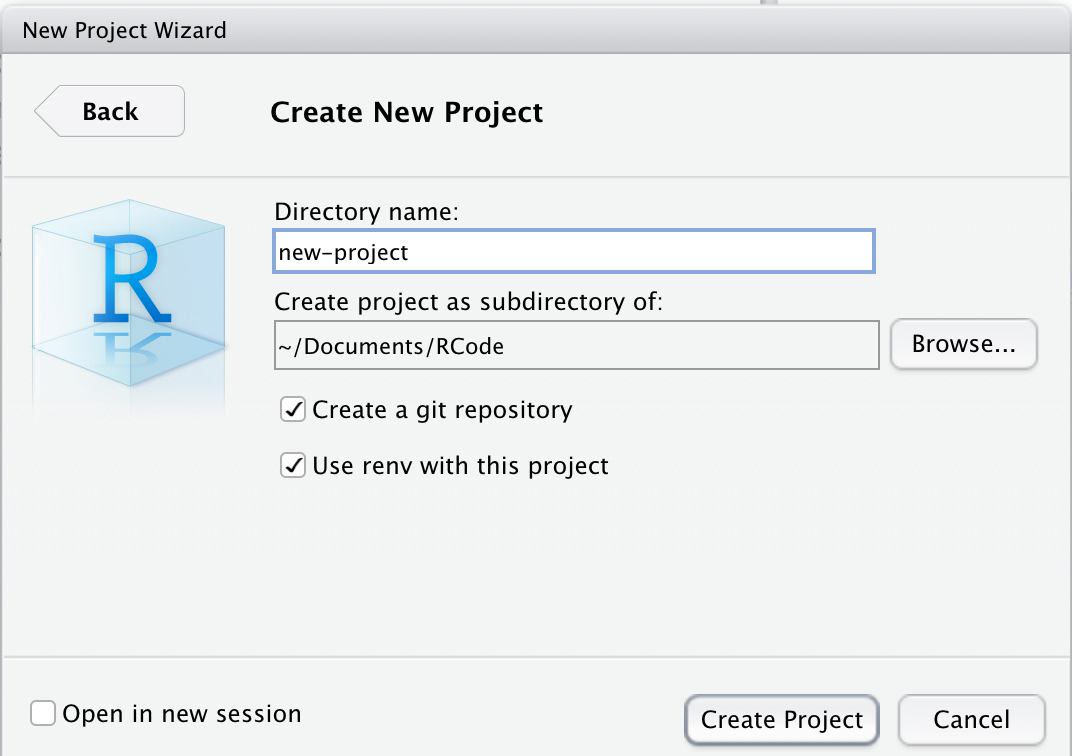 New Project Wizard
Back
Create New Project
R
Directory name:
new-project
Create project as subdirectory of:
~/Documents/RCode
Browse...
Create a git repository
Use renv with this project
Open in new session
Create Project
Cancel